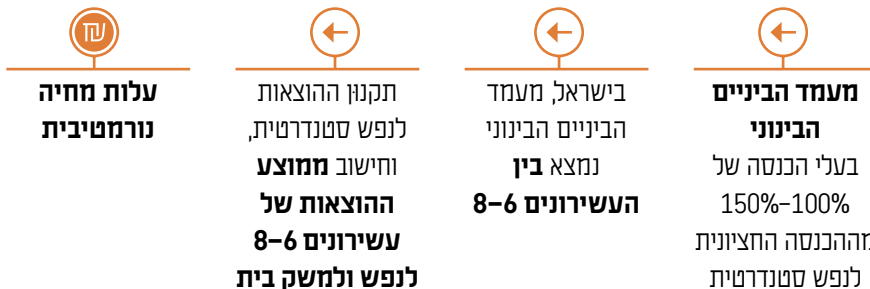 מעמד הביניים
הבינוני
בעלי הכנסה של
100%–150%
מההכנסה החציונית
לנפש סטנדרטית
בישראל, מעמד
הביניים הבינוני
נמצא בין
העשירונים 6–8
תקנון ההוצאות
לנפש סטנדרטית,
וחישוב ממוצע
ההוצאות של
עשירונים 6–8
לנפש ולמשק בית
₪
עלות מחיה
נורמטיבית